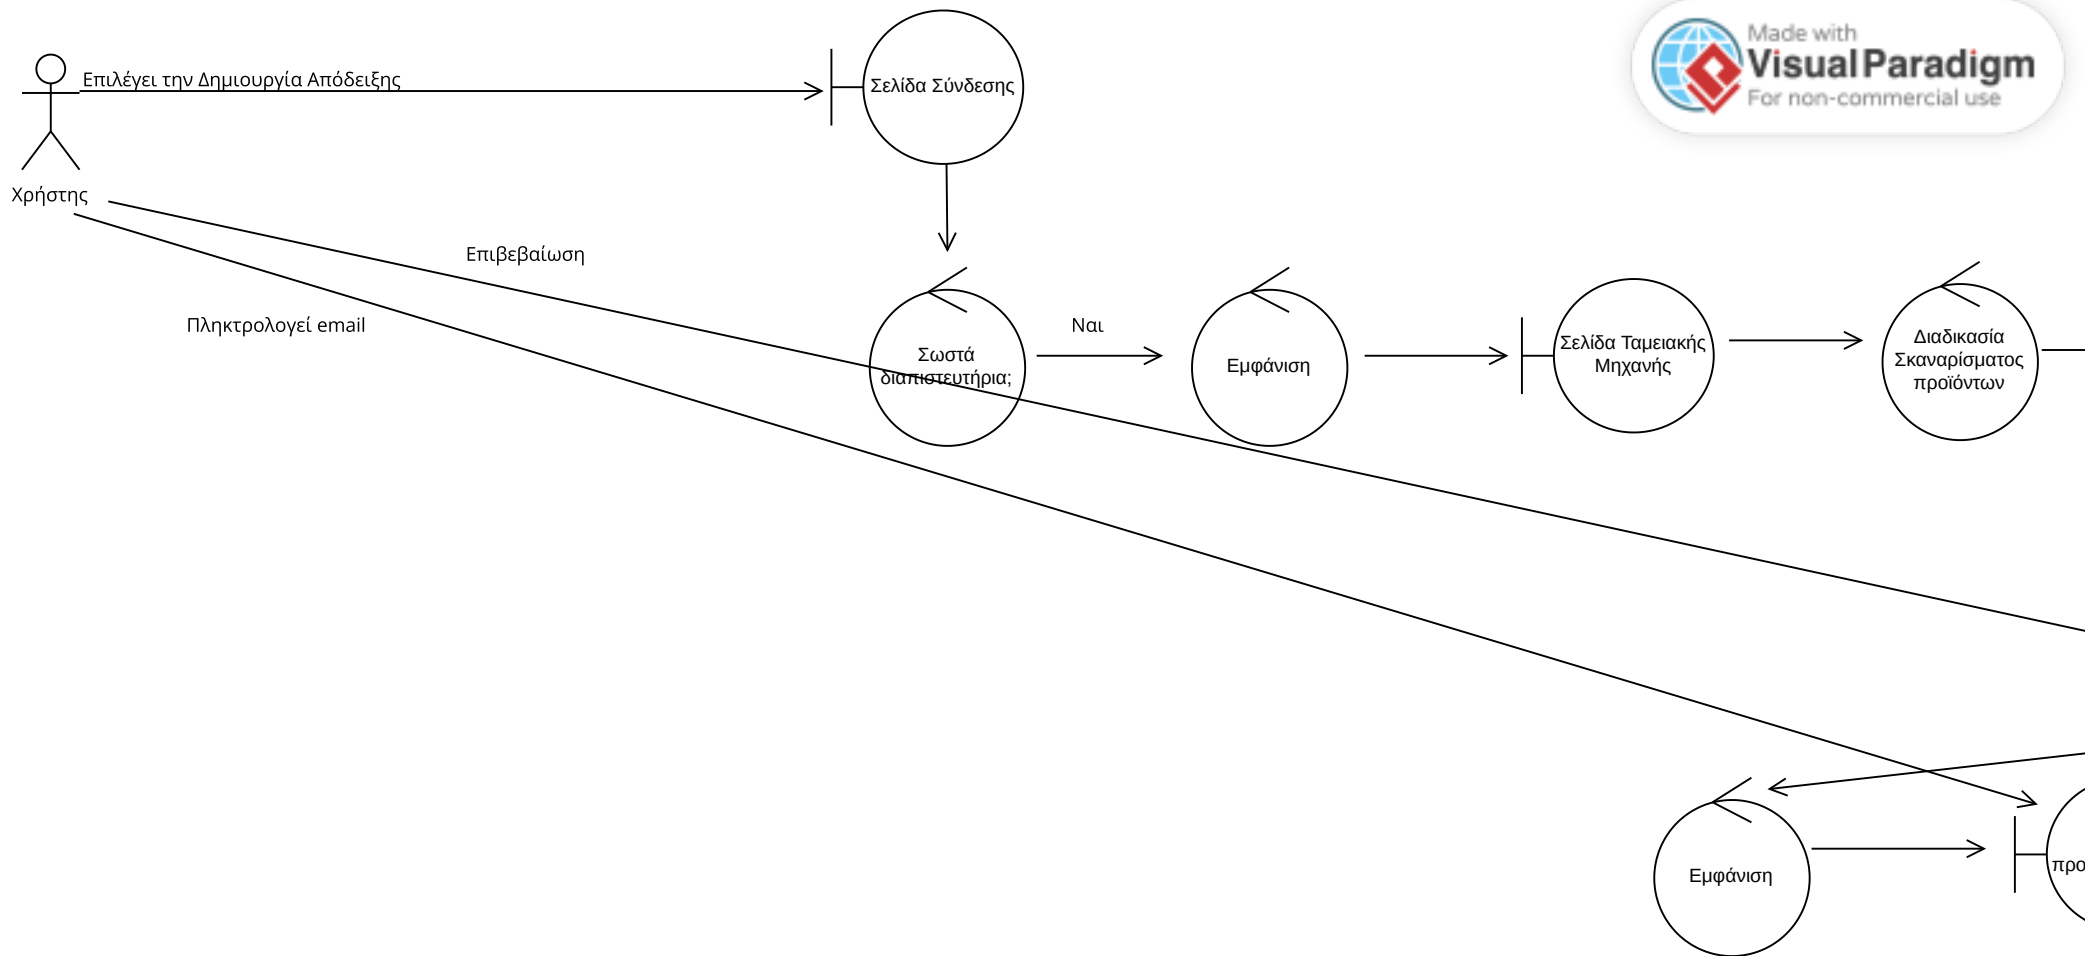 Made with
Visual Paradigm
For non-commercial use
Επιλέγει την Δημιουργία Απόδειξης
Σελίδα Σύνδεσης
Χρήστης
Επιβεβαίωση
Πληκτρολογεί email
Σωστά
διαπιστευτήρια;
Ναι
Εμφάνιση
Σελίδα Ταμειακής
Μηχανής
Διαδικασία
Σκαναρίσματος
προϊόντων
Εμφάνιση